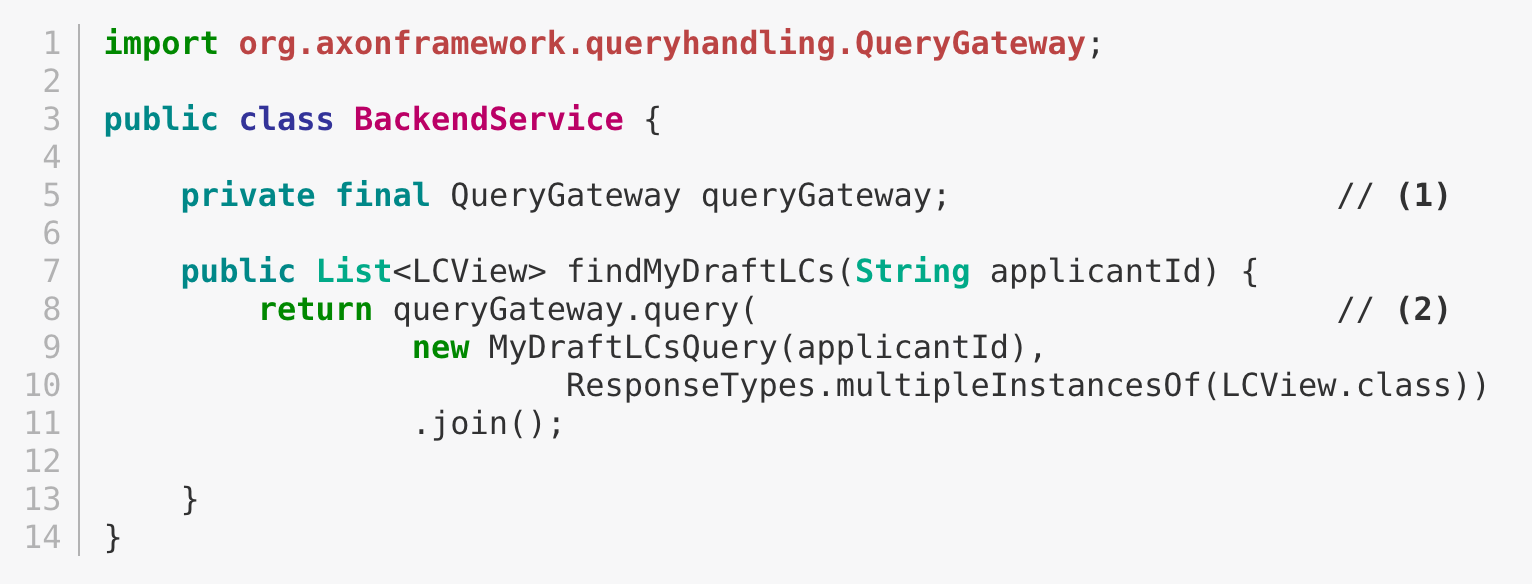 1 import org.axonframework.queryhandling.QueryGateway;
2
3 public class BackendService {
4
5     private final QueryGateway queryGateway;                    // (1)
6
7     public List<LCView> findMyDraftLCs(String applicantId) {
8         return queryGateway.query(                              // (2)
9                 new MyDraftLCsQuery(applicantId),
10                        ResponseTypes.multipleInstancesOf(LCView.class))
11                .join();
12
13    }
14 }